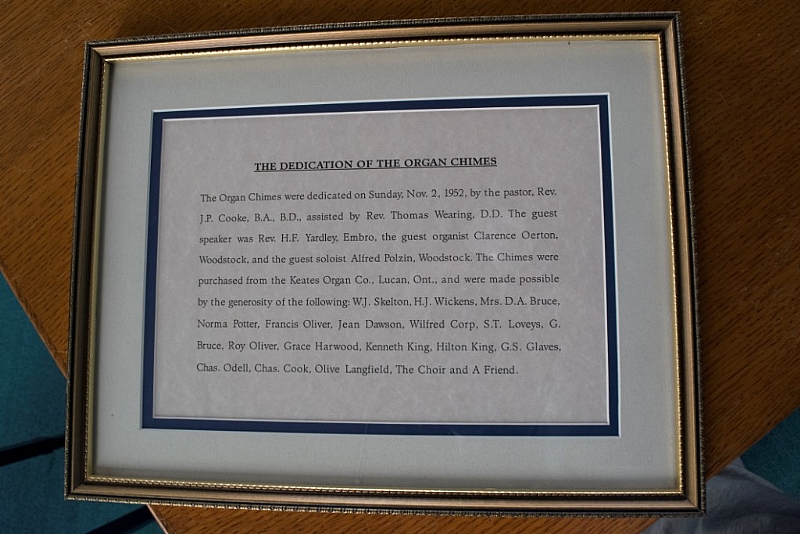 THE DEDICATION OF THE ORGAN CHIMES
The Organ Chimes were dedicated on Sunday, Nov. 2, 1952, by the pastor, Rev.
J.P. Cooke, B.A., B.D., assisted by Rev. Thomas Wearing, D.D. The guest
speaker was Rev. H.F. Yardley, Embro, the guest organist Clarence Oerton,
Woodstock, and the guest soloist Alfred Polzin, Woodstock. The Chimes were
purchased from the Keates Organ Co., Lucan, Ont., and were made possible
by the generosity of the following: W.J. Skelton, H.J. Wickens, Mrs. D.A. Bruce,
Norma Potter, Francis Oliver, Jean Dawson, Wilfred Corp, S.T. Loveys, G.
Bruce, Roy Oliver, Grace Harwood, Kenneth King, Hilton King, G.S. Glaves,
Chas. Odell, Chas. Cook, Olive Langfield, The Choir and A Friend.